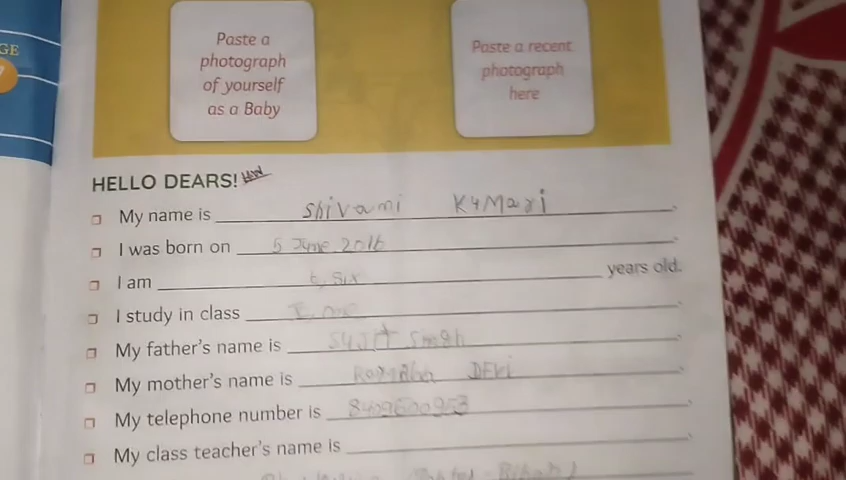 GE
Paste a
photograph
of yourself
as a Baby
Paste a recent
photograph
here
HELLO DEARS! HW
My name is Shivami KuMari.
I was born on 5 June 2016.
I am 6, Six years old.
I study in class I, one.
My father's name is SuJit Singh.
My mother's name is DEVi.
My telephone number is.
My class teacher's name is.